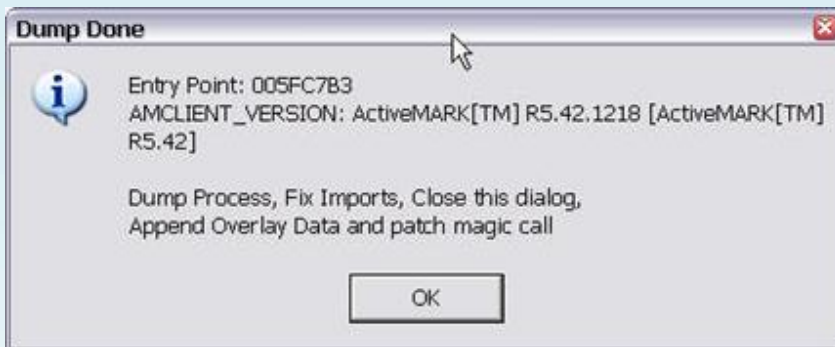 Dump Done
Entry Point: 005FC7B3
AMCLIENT_VERSION: ActiveMARK[TM] R5.42.1218 [ActiveMARK[TM]
R5.42]
Dump Process, Fix Imports, Close this dialog,
Append Overlay Data and patch magic call
OK